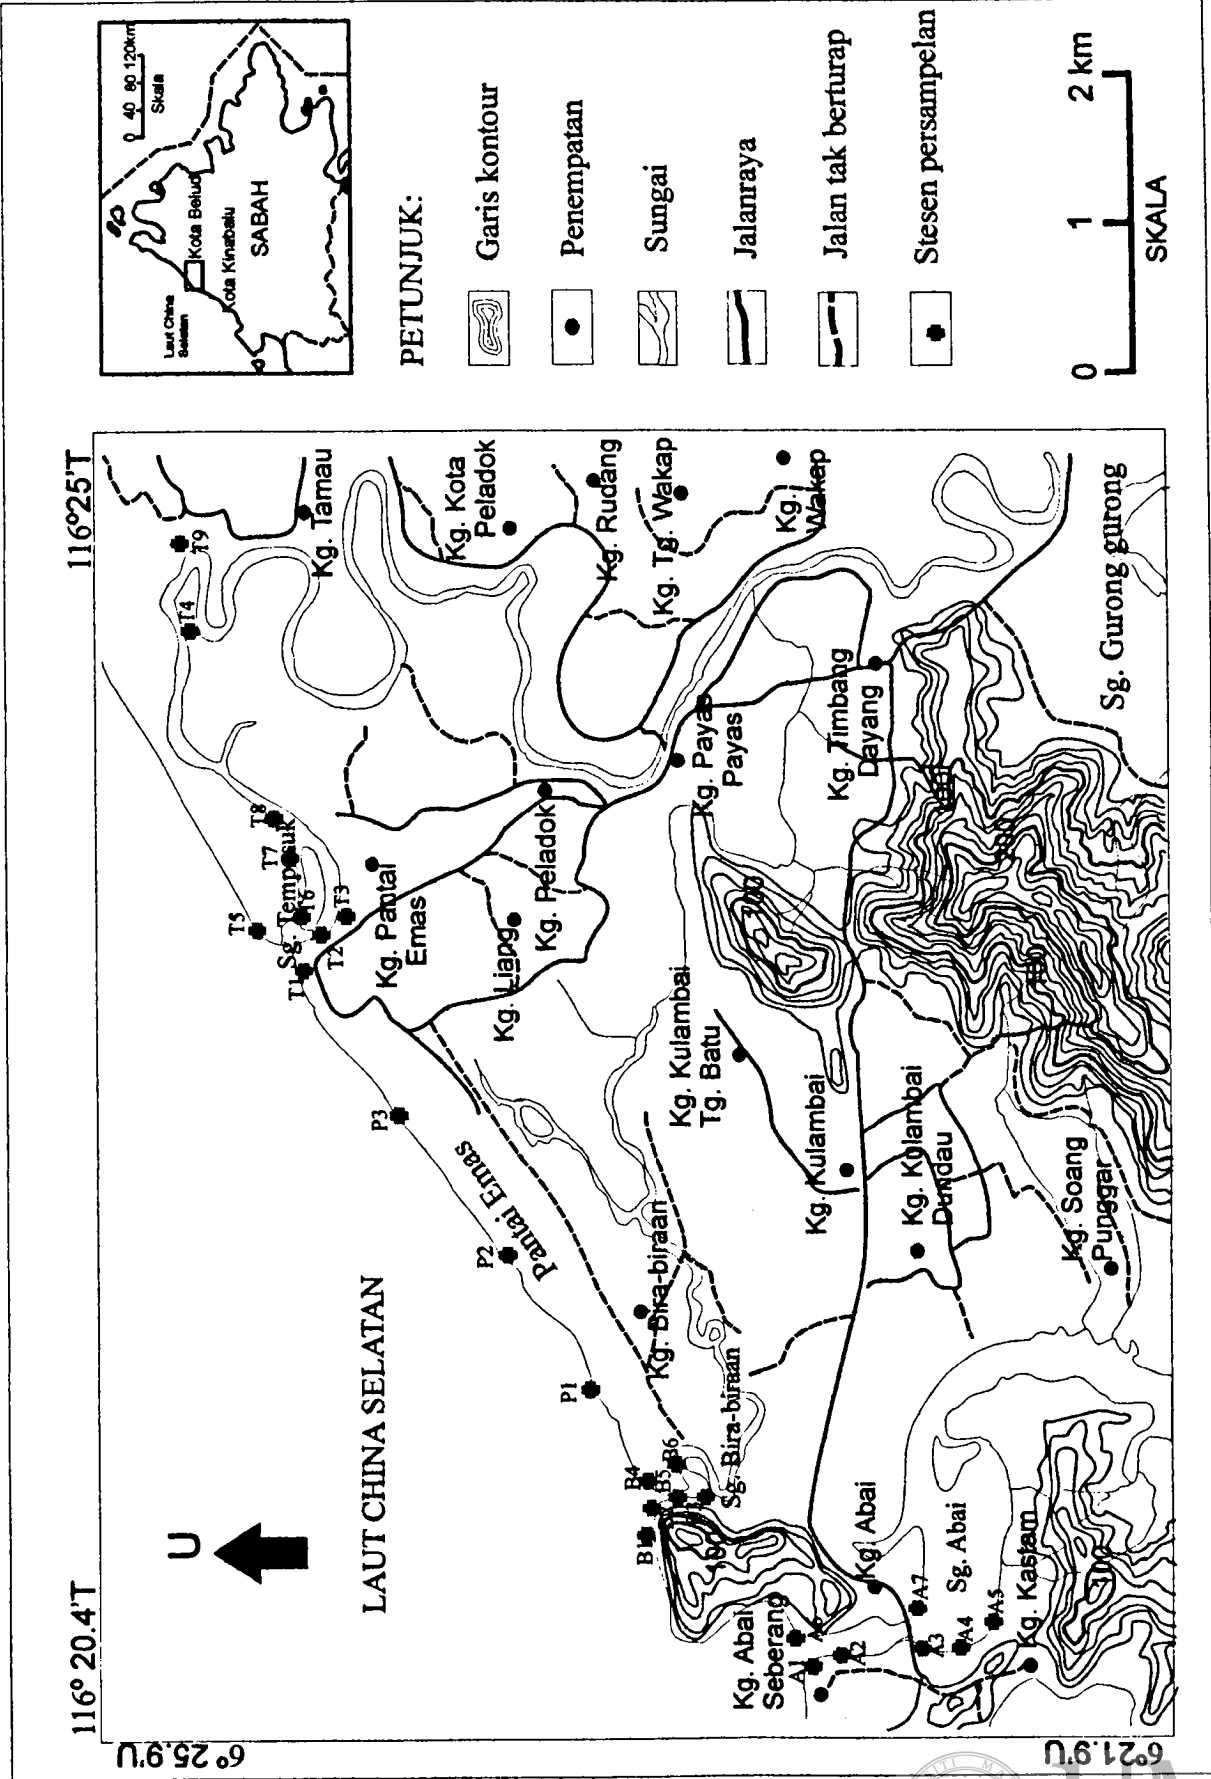 116° 20.4'T
116°25'T
6° 25.9'U
6°21.9'U
U
LAUT CHINA SELATAN
Pantai Emas
P1
P2
P3
T1
T2
T3
T4
T5
T6
T7
T8
T9
Kg. Tamau
Kg. Kota
Peladok
Kg. Rudang
Kg. Tg. Wakap
Kg.
Wakap
Kg. Pantai
Emas
Kg. Liang
Kg. Peladok
Kg. Payas
Payas
Kg. Timbang
Dayang
Sg. Gurong gurong
Kg. Kulambai
Tg. Batu
Kg. Kulambai
Kg. Kulambai
Dundau
Kg. Soang
Punggar
Kg. Bira-biraan
Sg. Bira-biraan
B1
B4
B5
B6
Kg. Abai
Seberang
Kg. Abai
Sg. Abai
Kg. Kastam
A1
A2
A3
A4
A5
A7
100
100
100
Laut China
Selatan
Kota Belud
Kota Kinabalu
SABAH
0 40 80 120km
Skala
PETUNJUK:
Garis kontour
Penempatan
Sungai
Jalanraya
Jalan tak berturap
Stesen persampelan
0 1 2 km
SKALA